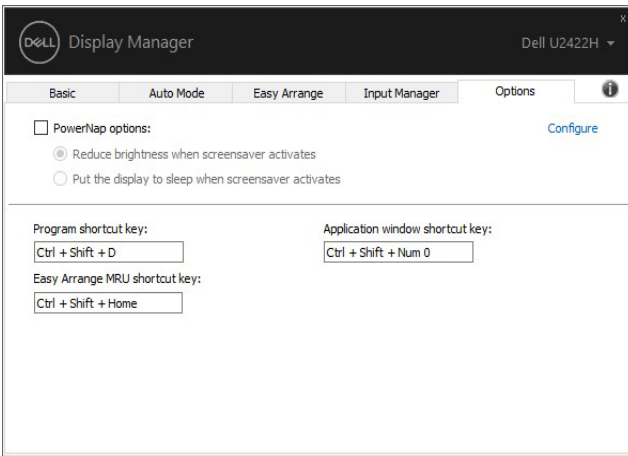 x
DELL Display Manager
Dell U2422H
Basic Auto Mode Easy Arrange Input Manager Options
PowerNap options:
Configure
Reduce brightness when screensaver activates
Put the display to sleep when screensaver activates
Program shortcut key:
Application window shortcut key:
Ctrl + Shift + D
Ctrl + Shift + Num 0
Easy Arrange MRU shortcut key:
Ctrl + Shift + Home